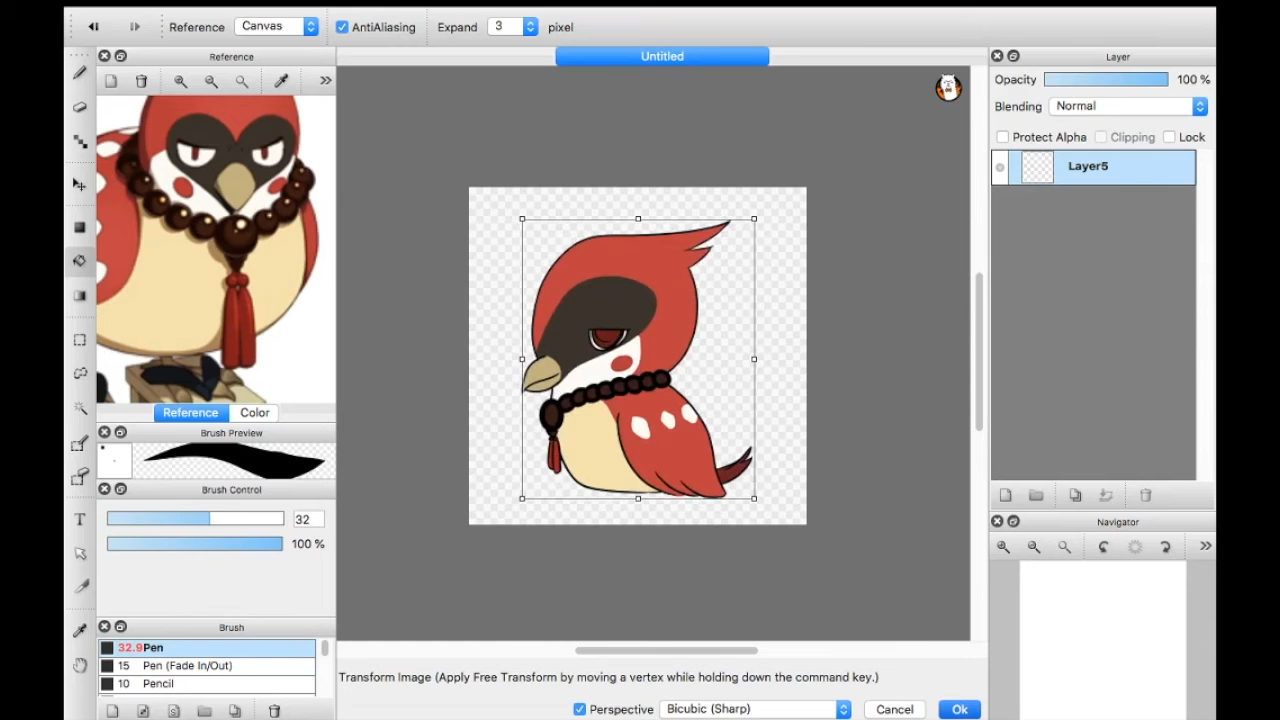 Reference Canvas AntiAliasing Expand 3 pixel
Reference
Untitled
Layer
Opacity 100 %
Blending Normal
Protect Alpha Clipping Lock
Layer5
Reference Color
Brush Preview
Brush Control
32
100 %
Navigator
Brush
32.9 Pen
15 Pen (Fade In/Out)
10 Pencil
T
Transform Image (Apply Free Transform by moving a vertex while holding down the command key.)
Perspective Bicubic (Sharp) Cancel Ok